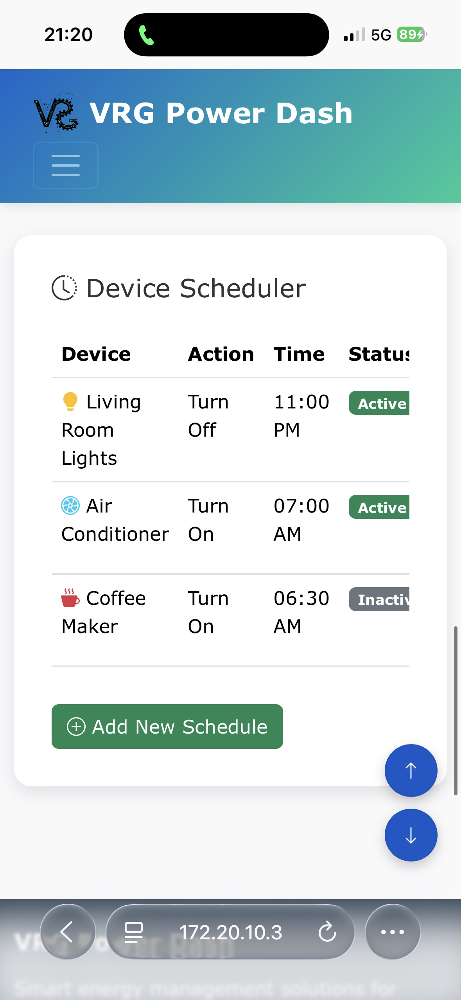 21:20 5G 89
VRG Power Dash
Device Scheduler
Device Action Time Status
Living Turn 11:00 Active
Room Off PM
Lights
Air Turn 07:00 Active
Conditioner On AM
Coffee Turn 06:30 Inactiv
Maker On AM
Add New Schedule
172.20.10.3
VRG Power Dash
Smart energy management solutions for